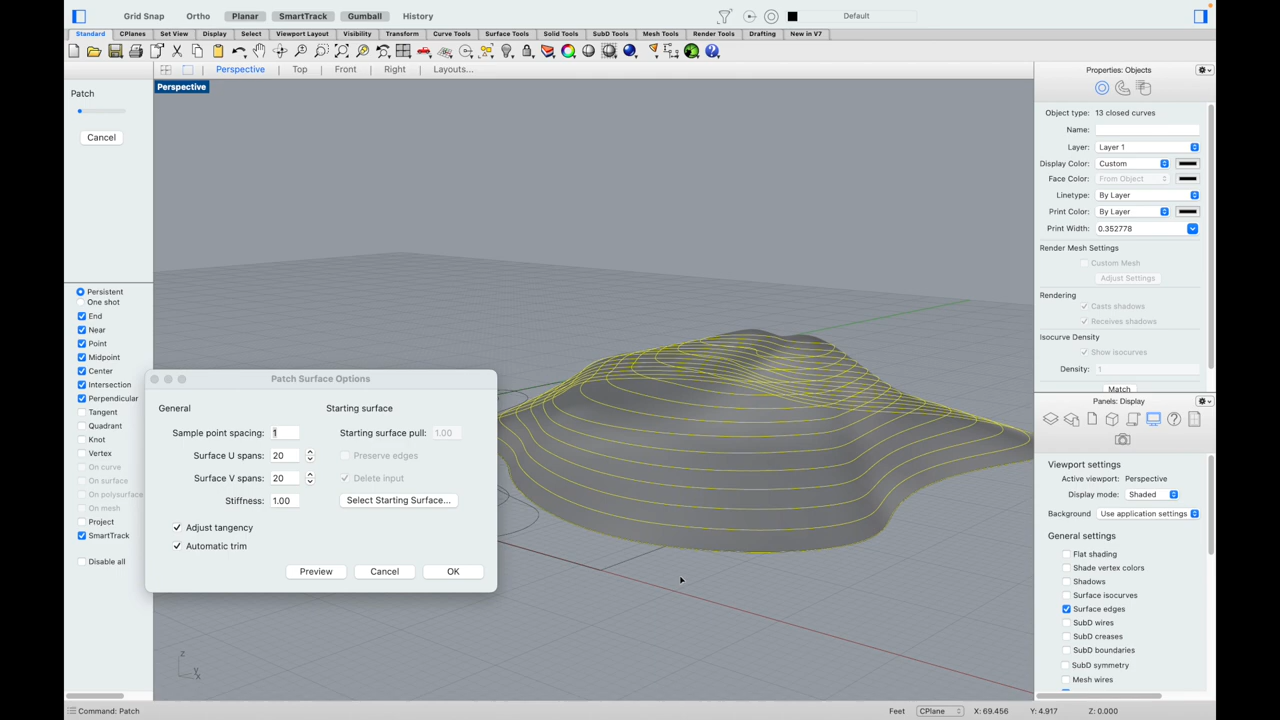 Grid Snap Ortho Planar SmartTrack Gumball History Default
Standard CPlanes Set View Display Select Viewport Layout Visibility Transform Curve Tools Surface Tools Solid Tools SubD Tools Mesh Tools Render Tools Drafting New in V7
Perspective Top Front Right Layouts...
Perspective
Patch
Cancel
Persistent
One shot
End
Near
Point
Midpoint
Center
Intersection
Perpendicular
Tangent
Quadrant
Knot
Vertex
On curve
On surface
On polysurface
On mesh
Project
SmartTrack
Disable all
Patch Surface Options
General Starting surface
Sample point spacing: 1 Starting surface pull: 1.00
Surface U spans: 20 Preserve edges
Surface V spans: 20 Delete input
Stiffness: 1.00 Select Starting Surface...
Adjust tangency
Automatic trim
Preview Cancel OK
z
y
x
Properties: Objects
Object type: 13 closed curves
Name:
Layer: Layer 1
Display Color: Custom
Face Color: From Object
Linetype: By Layer
Print Color: By Layer
Print Width: 0.352778
Render Mesh Settings
Custom Mesh
Adjust Settings
Rendering
Casts shadows
Receives shadows
Isocurve Density
Show isocurves
Density: 1
Match
Panels: Display
Viewport settings
Active viewport: Perspective
Display mode: Shaded
Background Use application settings
General settings
Flat shading
Shade vertex colors
Shadows
Surface isocurves
Surface edges
SubD wires
SubD creases
SubD boundaries
SubD symmetry
Mesh wires
Command: Patch Feet CPlane X: 69.456 Y: 4.917 Z: 0.000